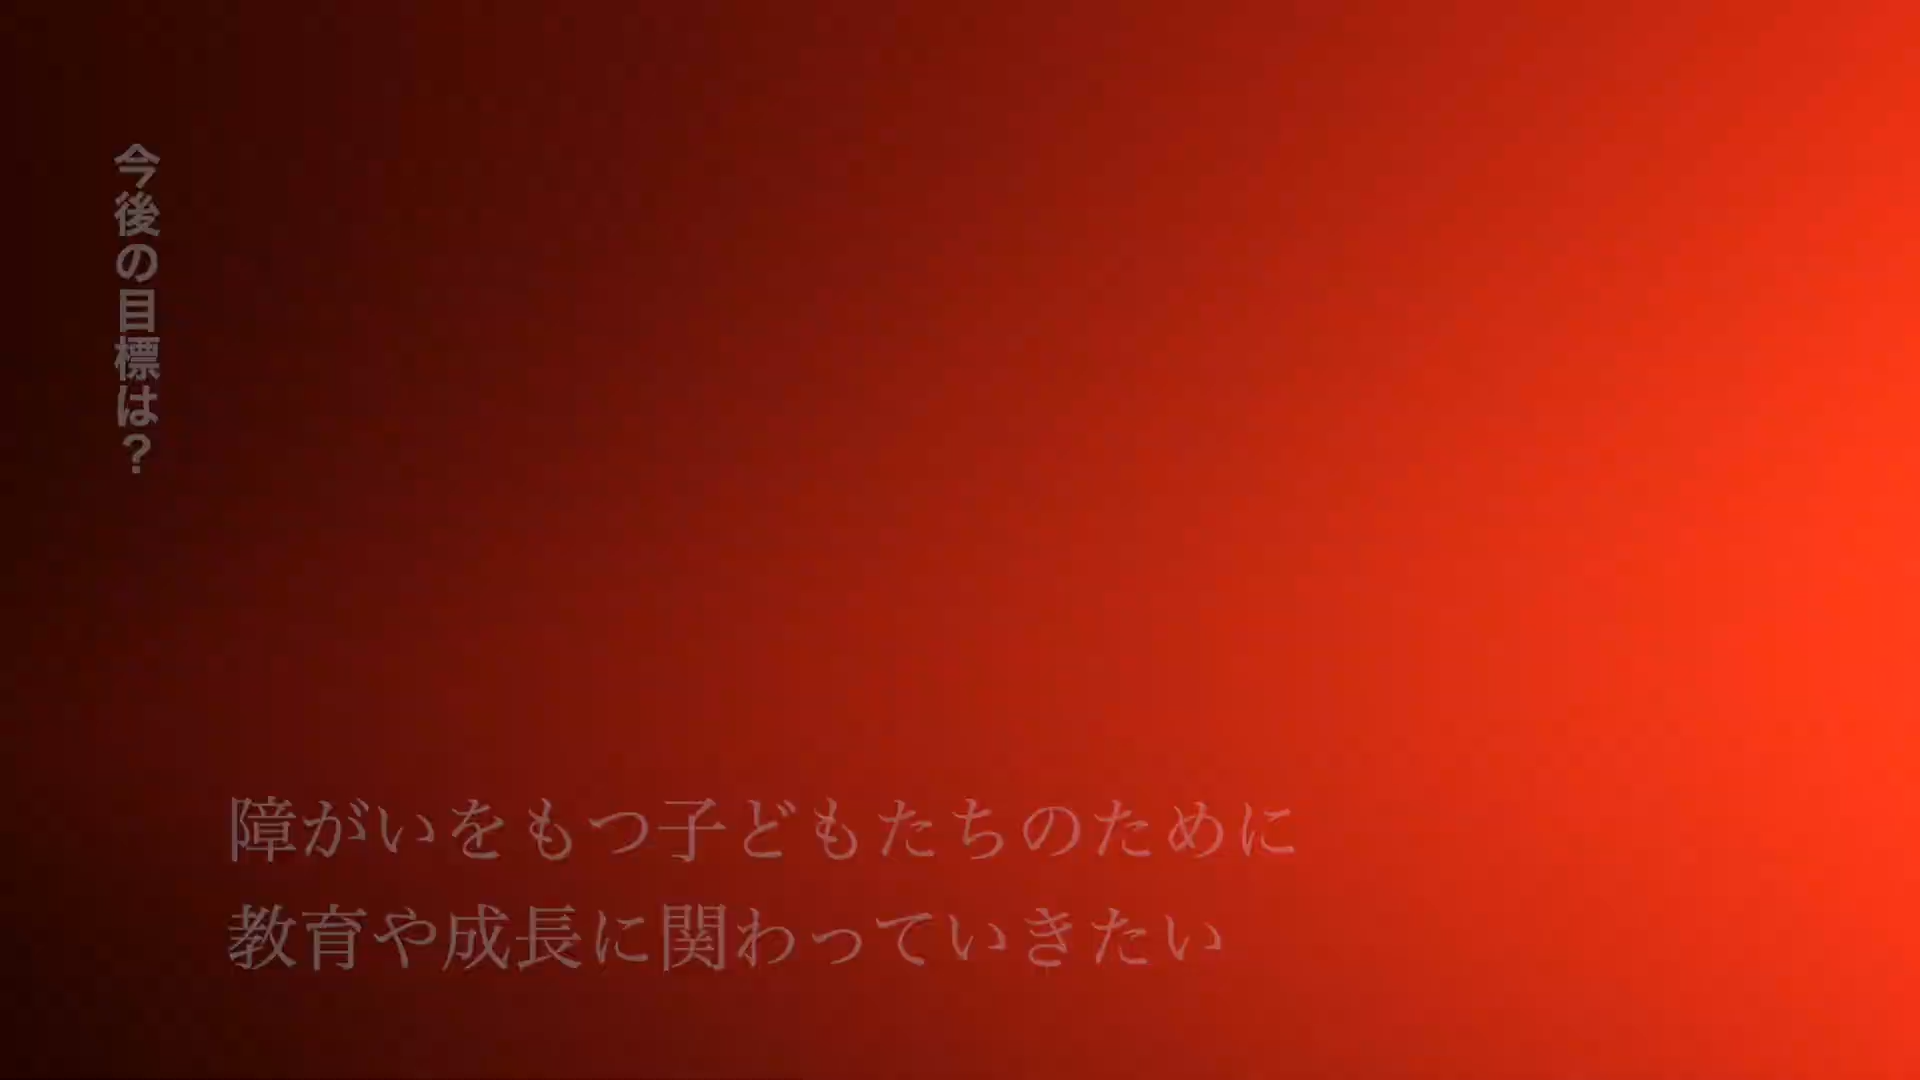 今後の目標は？
障がいをもつ子どもたちのために
教育や成長に関わっていきたい